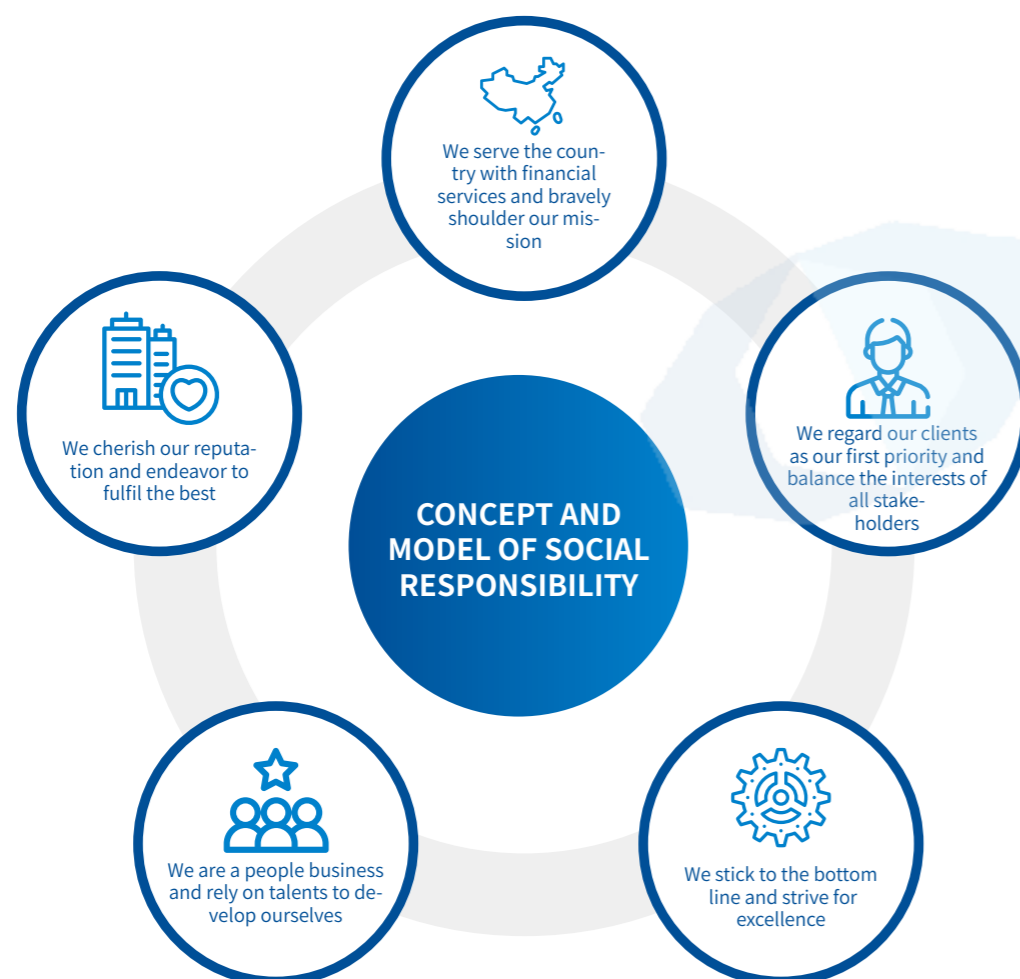 We serve the coun-
try with financial
services and bravely
shoulder our mis-
sion
We regard our clients
as our first priority and
balance the interests of
all stake-
holders
We cherish our reputa-
tion and endeavor to
fulfil the best
CONCEPT AND
MODEL OF SOCIAL
RESPONSIBILITY
We are a people business
and rely on talents to de-
velop ourselves
We stick to the bottom
line and strive for
excellence